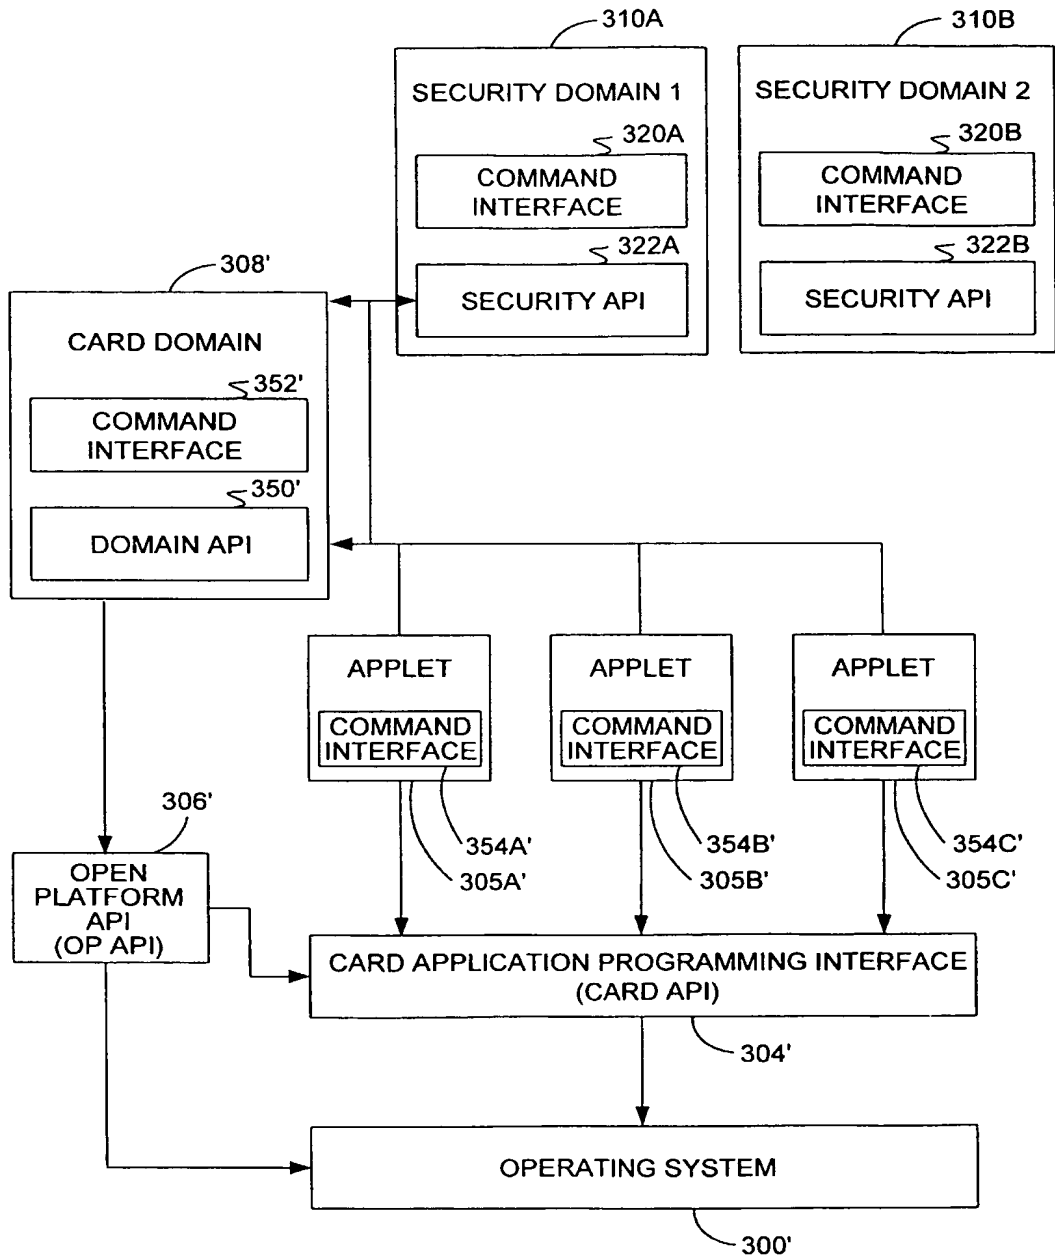 310A
310B
SECURITY DOMAIN 1
SECURITY DOMAIN 2
320A
320B
COMMAND
INTERFACE
COMMAND
INTERFACE
322A
322B
SECURITY API
SECURITY API
308'
CARD DOMAIN
352'
COMMAND
INTERFACE
350'
DOMAIN API
APPLET
APPLET
APPLET
COMMAND
INTERFACE
COMMAND
INTERFACE
COMMAND
INTERFACE
306'
354A'
354B'
354C'
305A'
305B'
305C'
OPEN
PLATFORM
API
(OP API)
CARD APPLICATION PROGRAMMING INTERFACE
(CARD API)
304'
OPERATING SYSTEM
300'